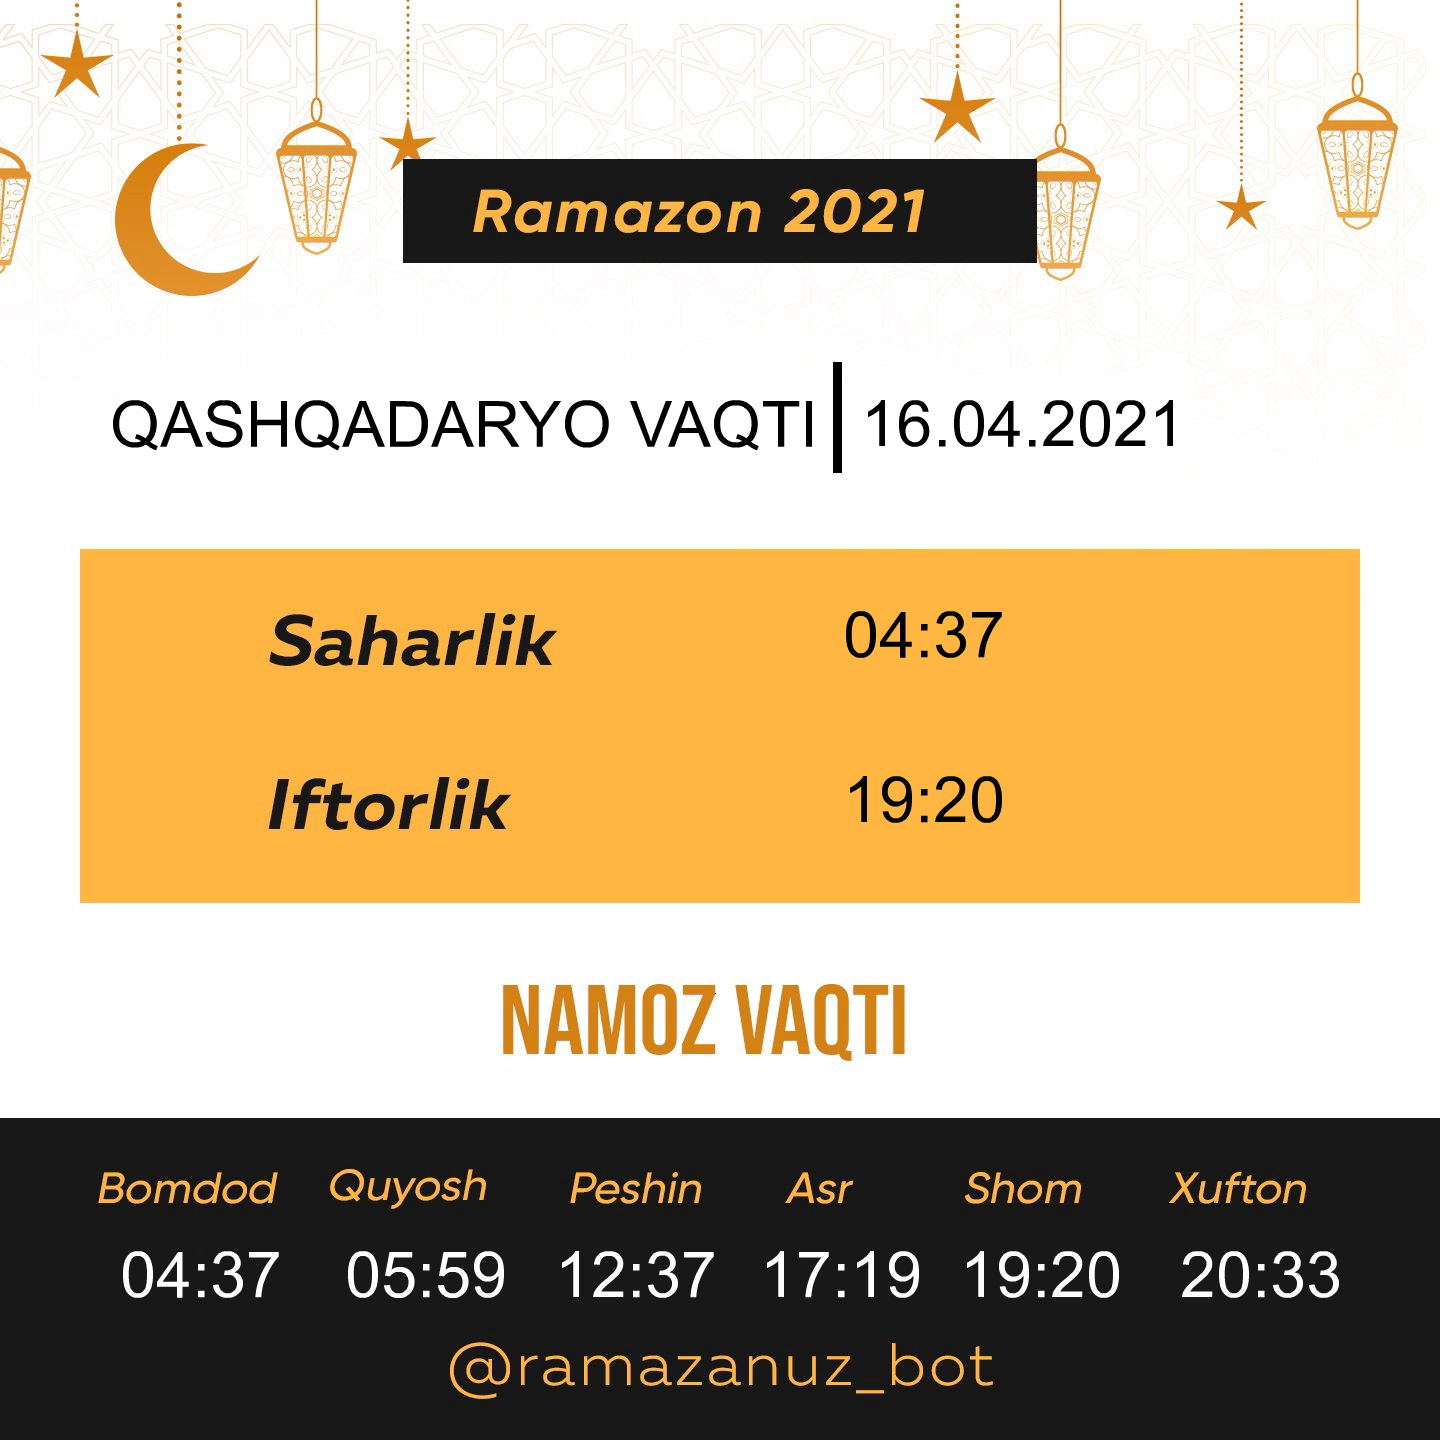 Ramazon 2021
QASHQADARYO VAQTI | 16.04.2021
Saharlik 04:37
Iftorlik 19:20
NAMOZ VAQTI
Bomdod Quyosh Peshin Asr Shom Xufton
04:37 05:59 12:37 17:19 19:20 20:33
@ramazanuz_bot